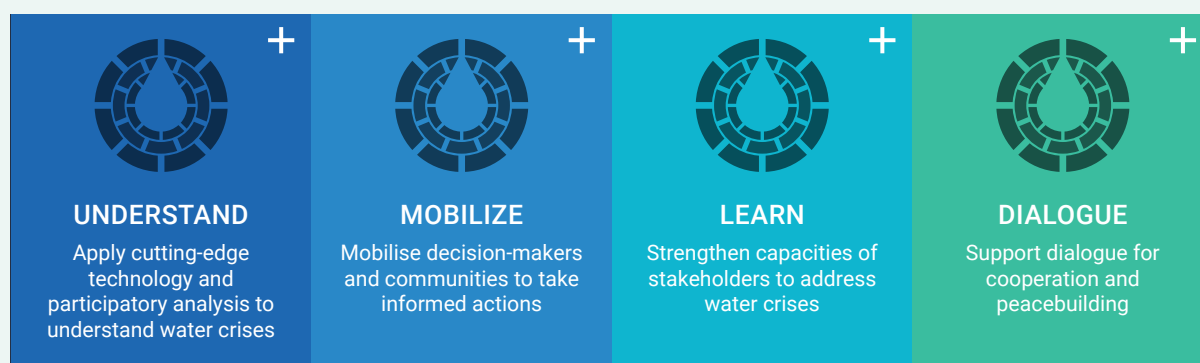 UNDERSTAND
Apply cutting-edge
technology and
participatory analysis to
understand water crises
MOBILIZE
Mobilise decision-makers
and communities to take
informed actions
LEARN
Strengthen capacities of
stakeholders to address
water crises
DIALOGUE
Support dialogue for
cooperation and
peacebuilding